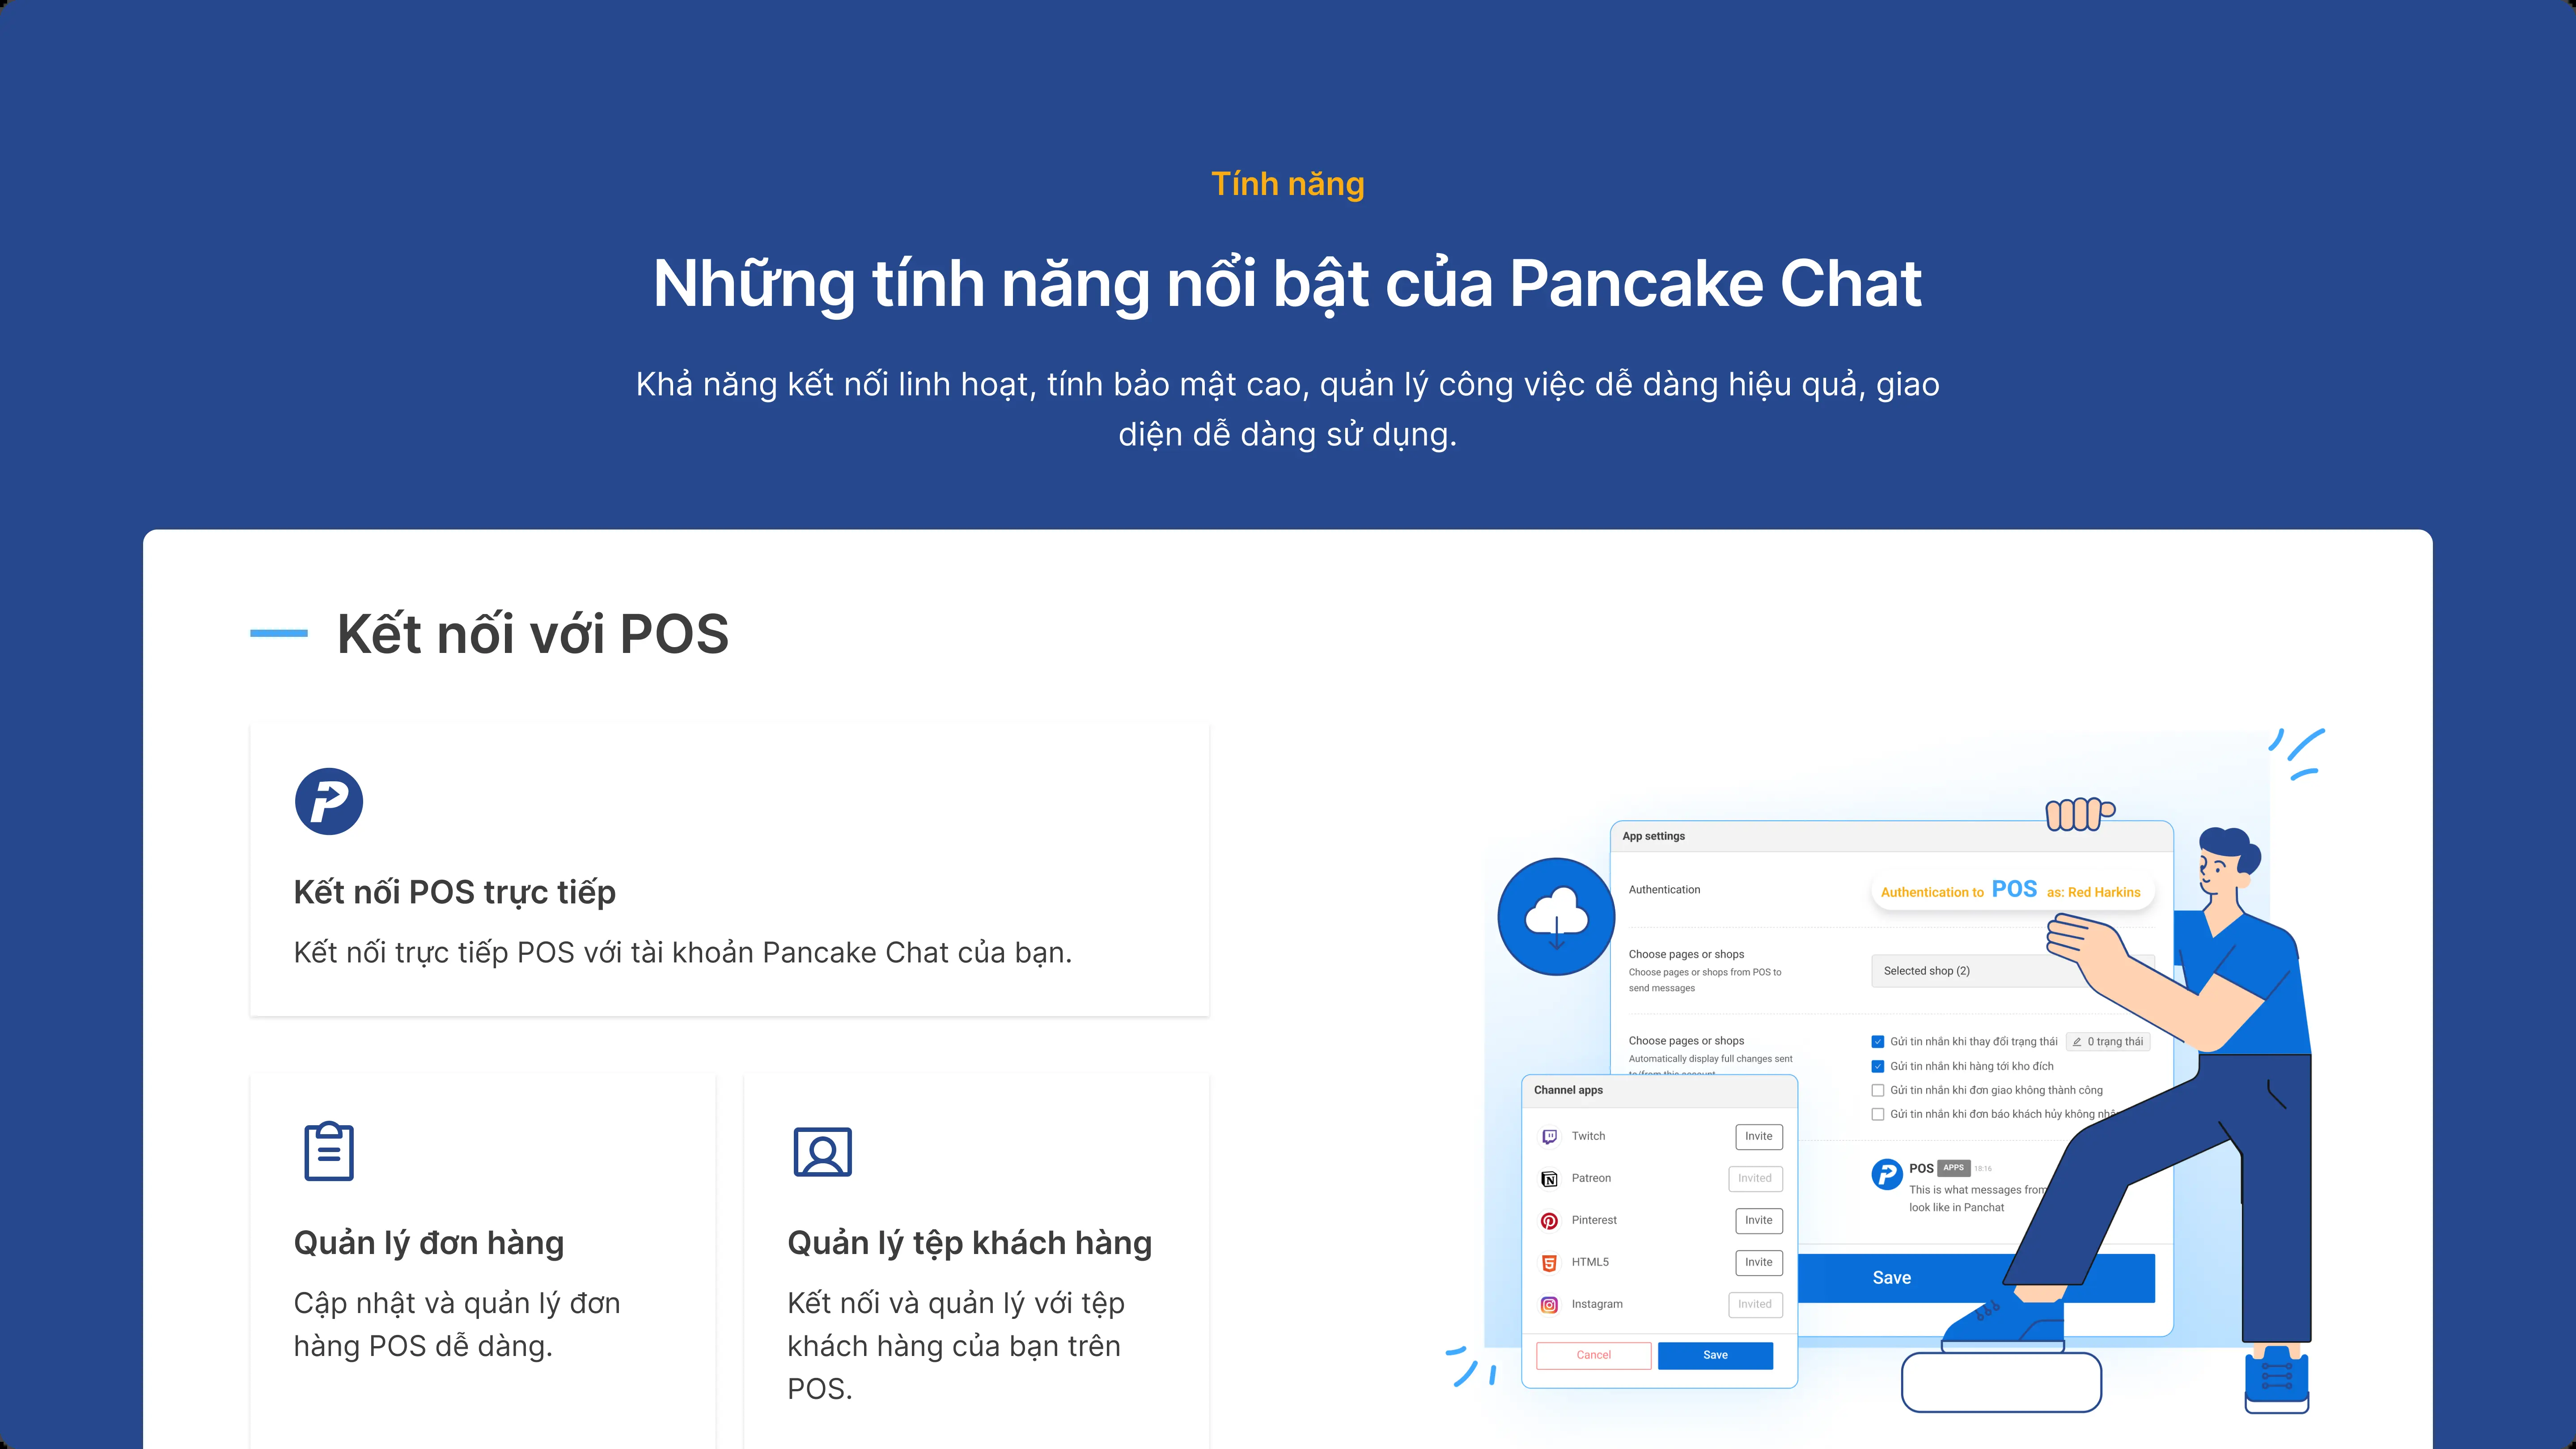 Tính năng
Những tính năng nổi bật của Pancake Chat
Khả năng kết nối linh hoạt, tính bảo mật cao, quản lý công việc dễ dàng hiệu quả, giao
diện dễ dàng sử dụng.
Kết nối với POS
Kết nối POS trực tiếp
Kết nối trực tiếp POS với tài khoản Pancake Chat của bạn.
Quản lý đơn hàng
Cập nhật và quản lý đơn
hàng POS dễ dàng.
Quản lý tệp khách hàng
Kết nối và quản lý với tệp
khách hàng của bạn trên
POS.
App settings
Authentication
Authentication to POS as: Red Harkins
Choose pages or shops
Choose pages or shops from POS to
send messages
Selected shop (2)
Choose pages or shops
Automatically display full changes sent
Gửi tin nhắn khi thay đổi trạng thái
0 trạng thái
Gửi tin nhắn khi hàng tới kho đích
Gửi tin nhắn khi đơn giao không thành công
Gửi tin nhắn khi đơn báo khách hủy không
POS APPS 18:16
This is what messages from
look like in Panchat
Save
Channel apps
Twitch Invite
Patreon Invited
Pinterest Invite
HTML5 Invite
Instagram Invited
Cancel Save